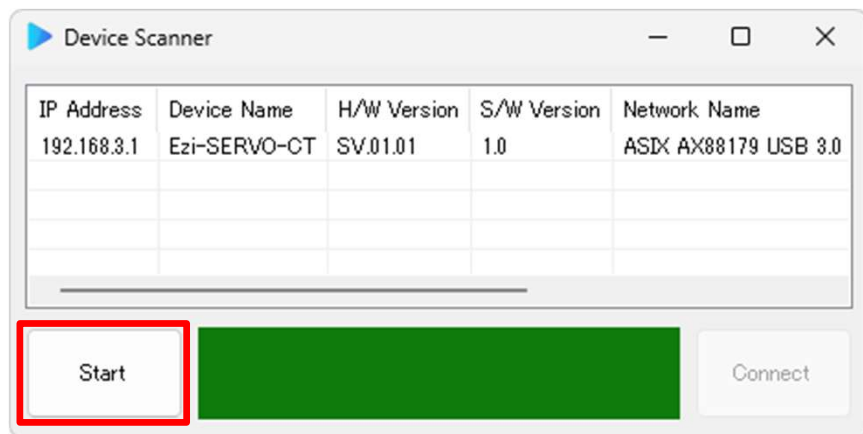 Device Scanner
IP Address Device Name H/W Version S/W Version Network Name
192.168.3.1 Ezi-SERVO-CT SV.01.01 1.0 ASIX AX88179 USB 3.0
Start Connect